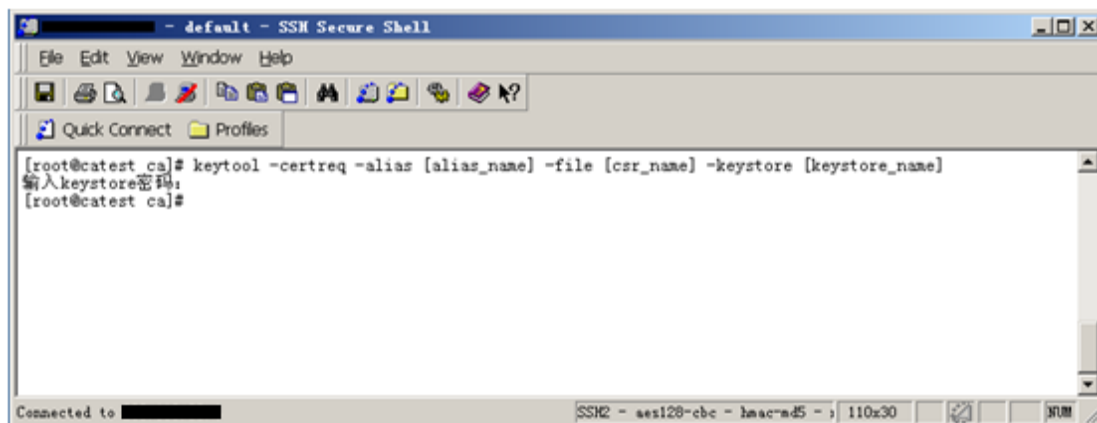 - default - SSH Secure Shell
File Edit View Window Help
Quick Connect Profiles
[root@catest ca]# keytool -certreq -alias [alias_name] -file [csr_name] -keystore [keystore_name]
输入keystore密码:
[root@catest ca]#
Connected to
SSH2 - aes128-cbc - hmac-md5 - 110x30 NUM